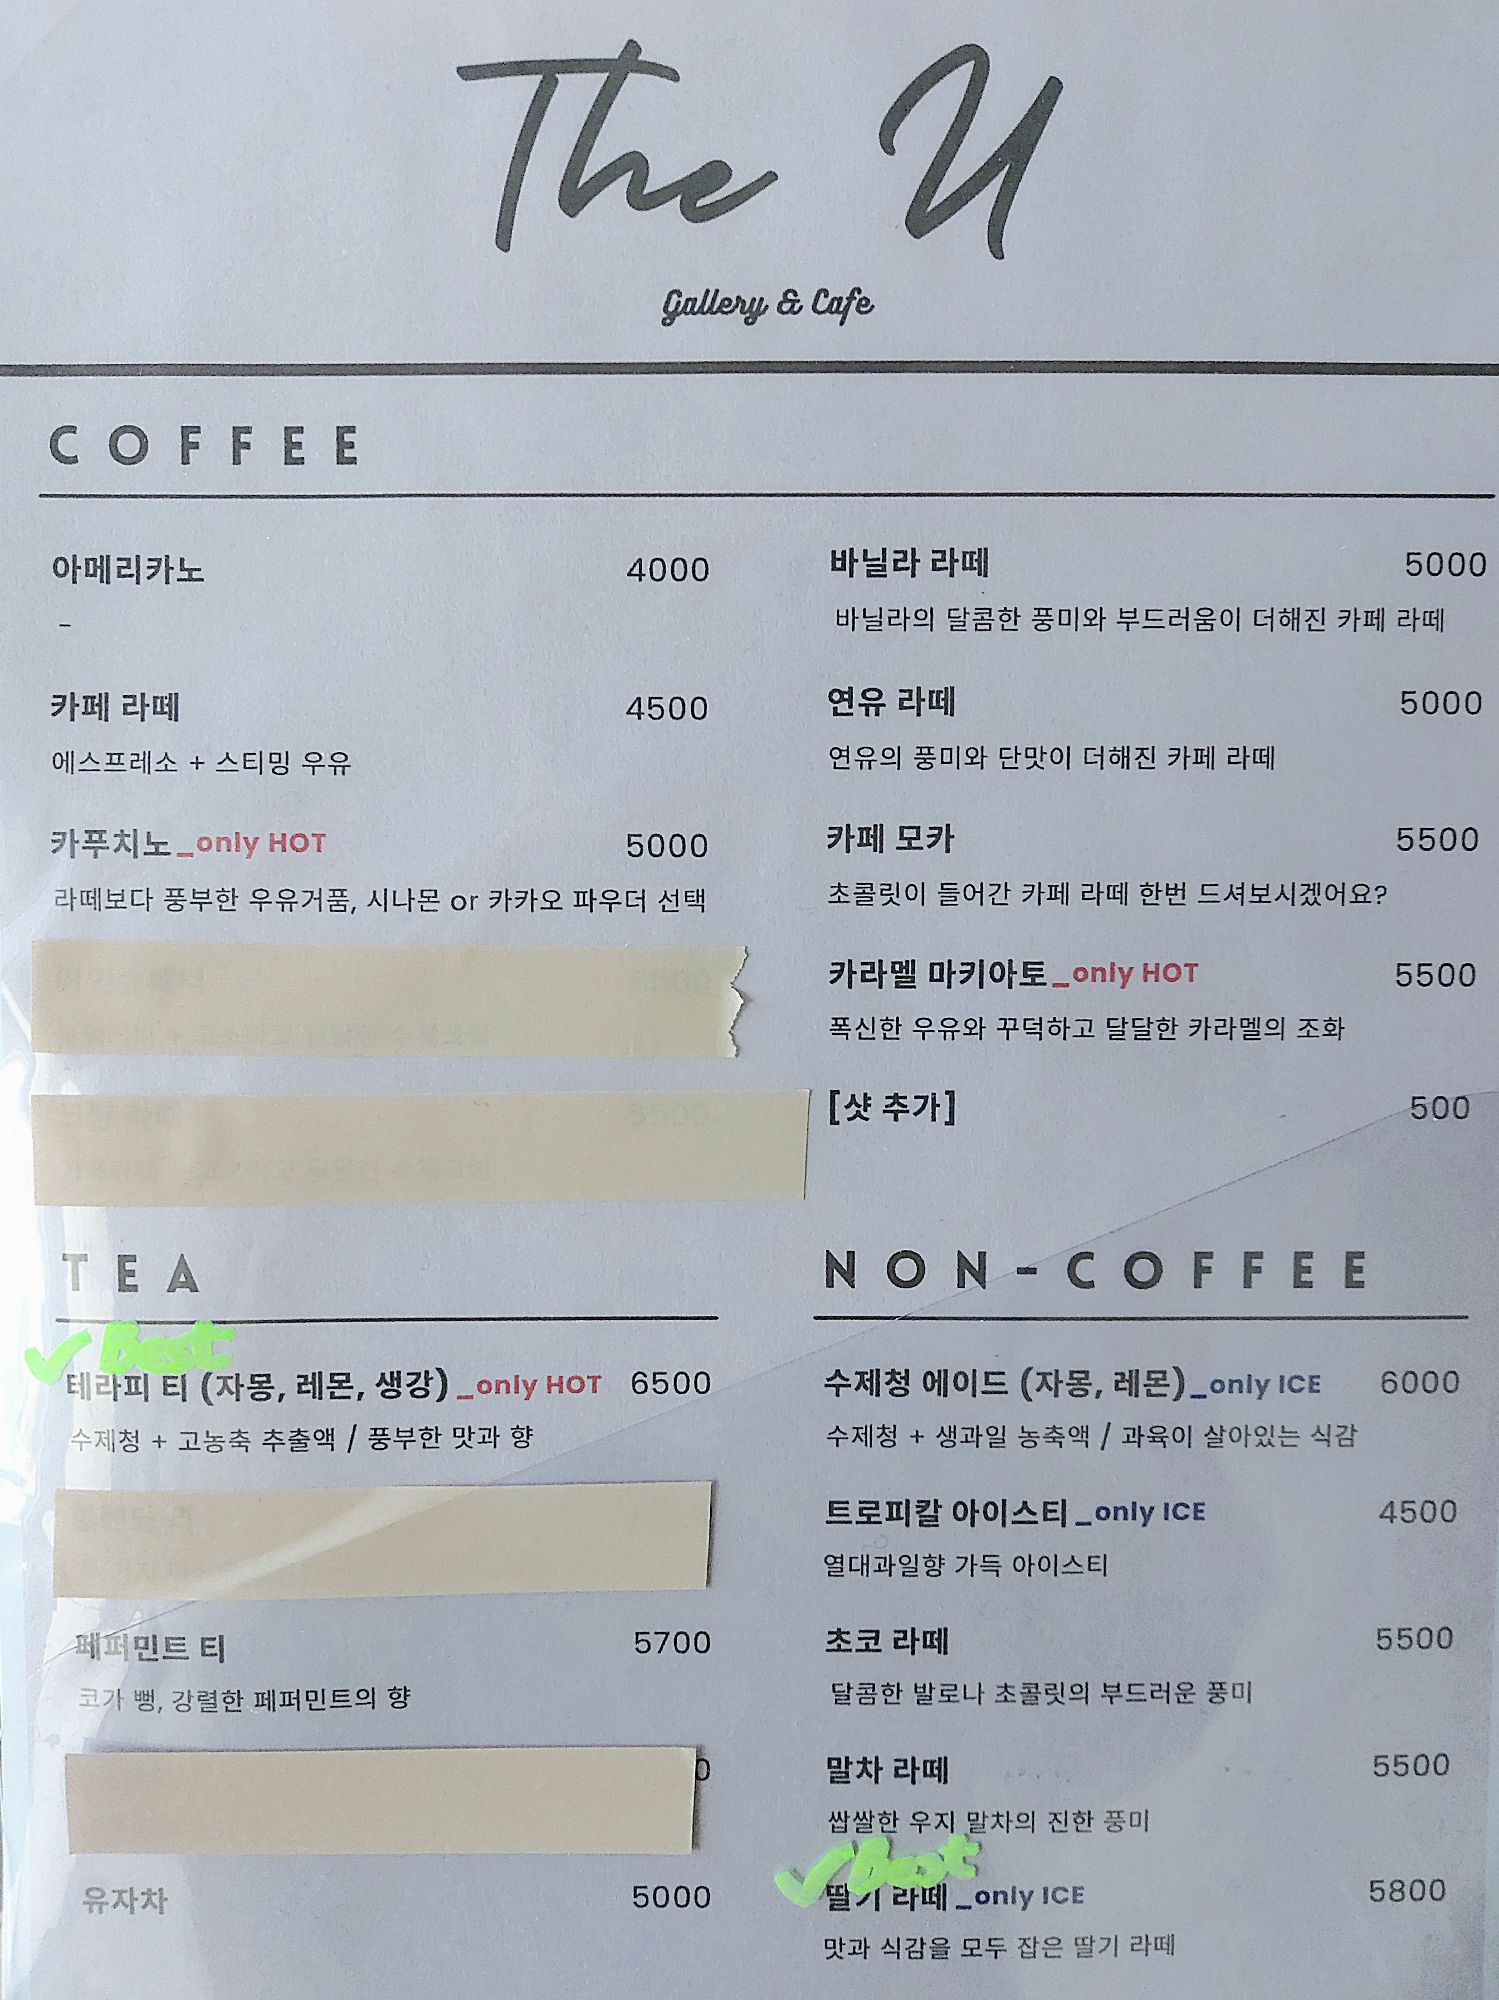 The U
Gallery & Cafe
COFFEE
아메리카노 4000
-
카페 라떼 4500
에스프레소 + 스티밍 우유
카푸치노_only HOT 5000
라떼보다 풍부한 우유거품, 시나몬 or 카카오 파우더 선택
바닐라 라떼 5000
바닐라의 달콤한 풍미와 부드러움이 더해진 카페 라떼
연유 라떼 5000
연유의 풍미와 단맛이 더해진 카페 라떼
카페 모카 5500
초콜릿이 들어간 카페 라떼 한번 드셔보시겠어요?
카라멜 마키아토_only HOT 5500
폭신한 우유와 꾸덕하고 달달한 카라멜의 조화
[샷 추가] 500
TEA
✓ Best
테라피 티 (자몽, 레몬, 생강)_only HOT 6500
수제청 + 고농축 추출액 / 풍부한 맛과 향
페퍼민트 티 5700
코가 뻥, 강렬한 페퍼민트의 향
0
유자차 5000
NON-COFFEE
수제청 에이드 (자몽, 레몬)_only ICE 6000
수제청 + 생과일 농축액 / 과육이 살아있는 식감
트로피칼 아이스티_only ICE 4500
열대과일향 가득 아이스티
초코 라떼 5500
달콤한 발로나 초콜릿의 부드러운 풍미
말차 라떼 5500
쌉쌀한 우지 말차의 진한 풍미
✓ Best
딸기 라떼_only ICE 5800
맛과 식감을 모두 잡은 딸기 라떼